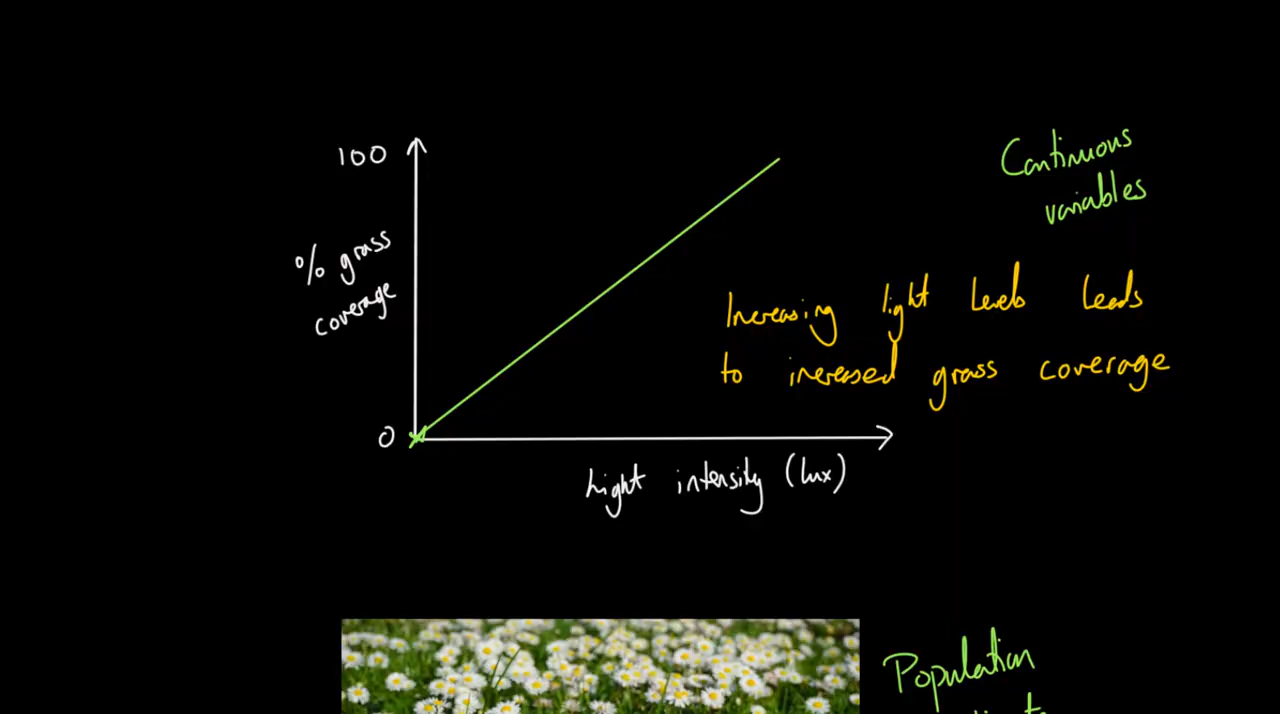 100
Continuous
variables
% grass
coverage
Increasing light levels leads
to increased grass coverage
0
Light intensity (lux)
Population